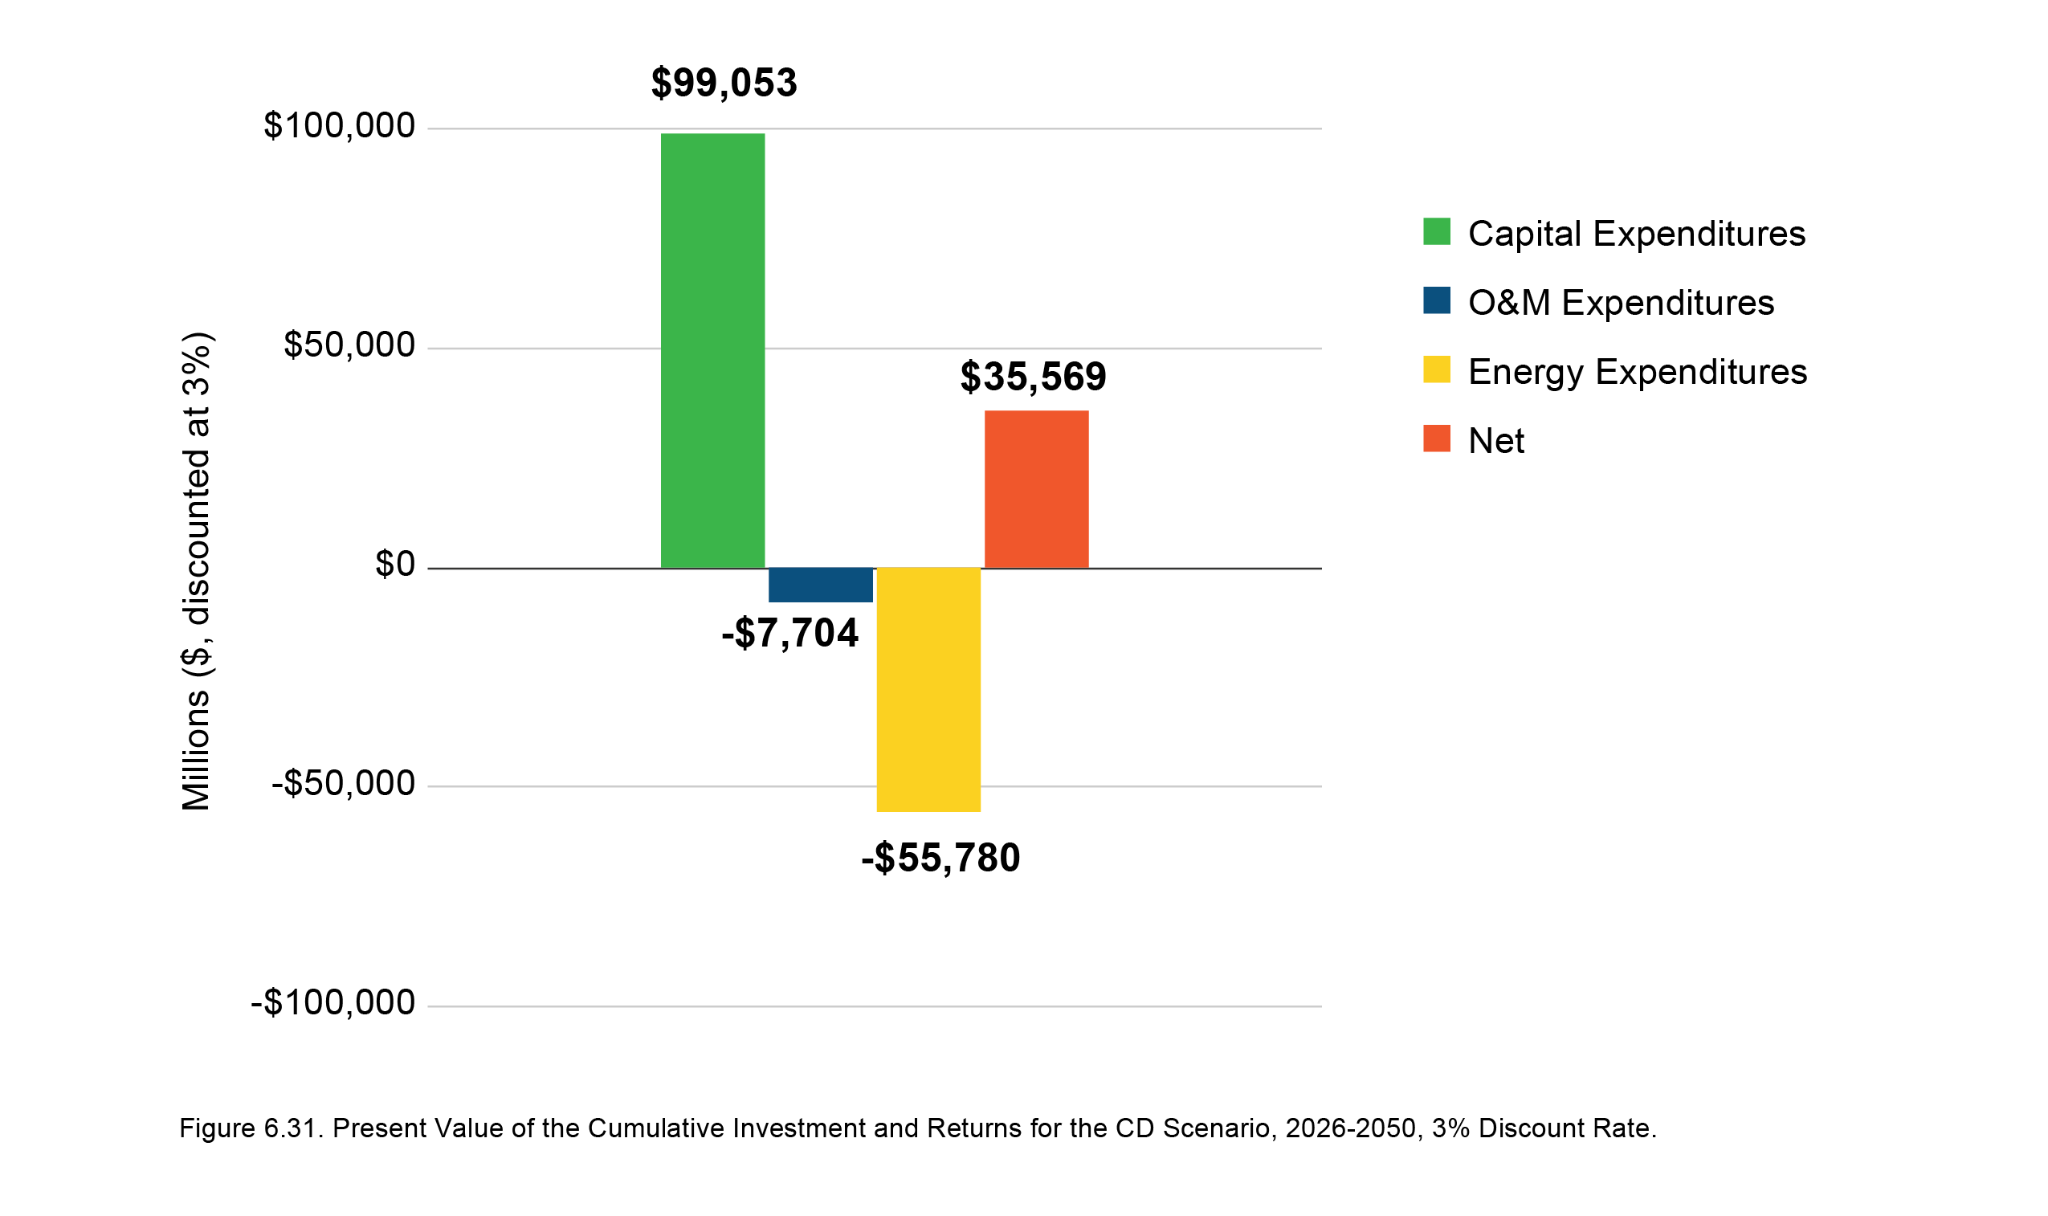 $99,053
$100,000
$50,000
$35,569
$0
-$7,704
-$50,000
-$55,780
-$100,000
Millions ($, discounted at 3%)
Capital Expenditures
O&M Expenditures
Energy Expenditures
Net
Figure 6.31. Present Value of the Cumulative Investment and Returns for the CD Scenario, 2026-2050, 3% Discount Rate.